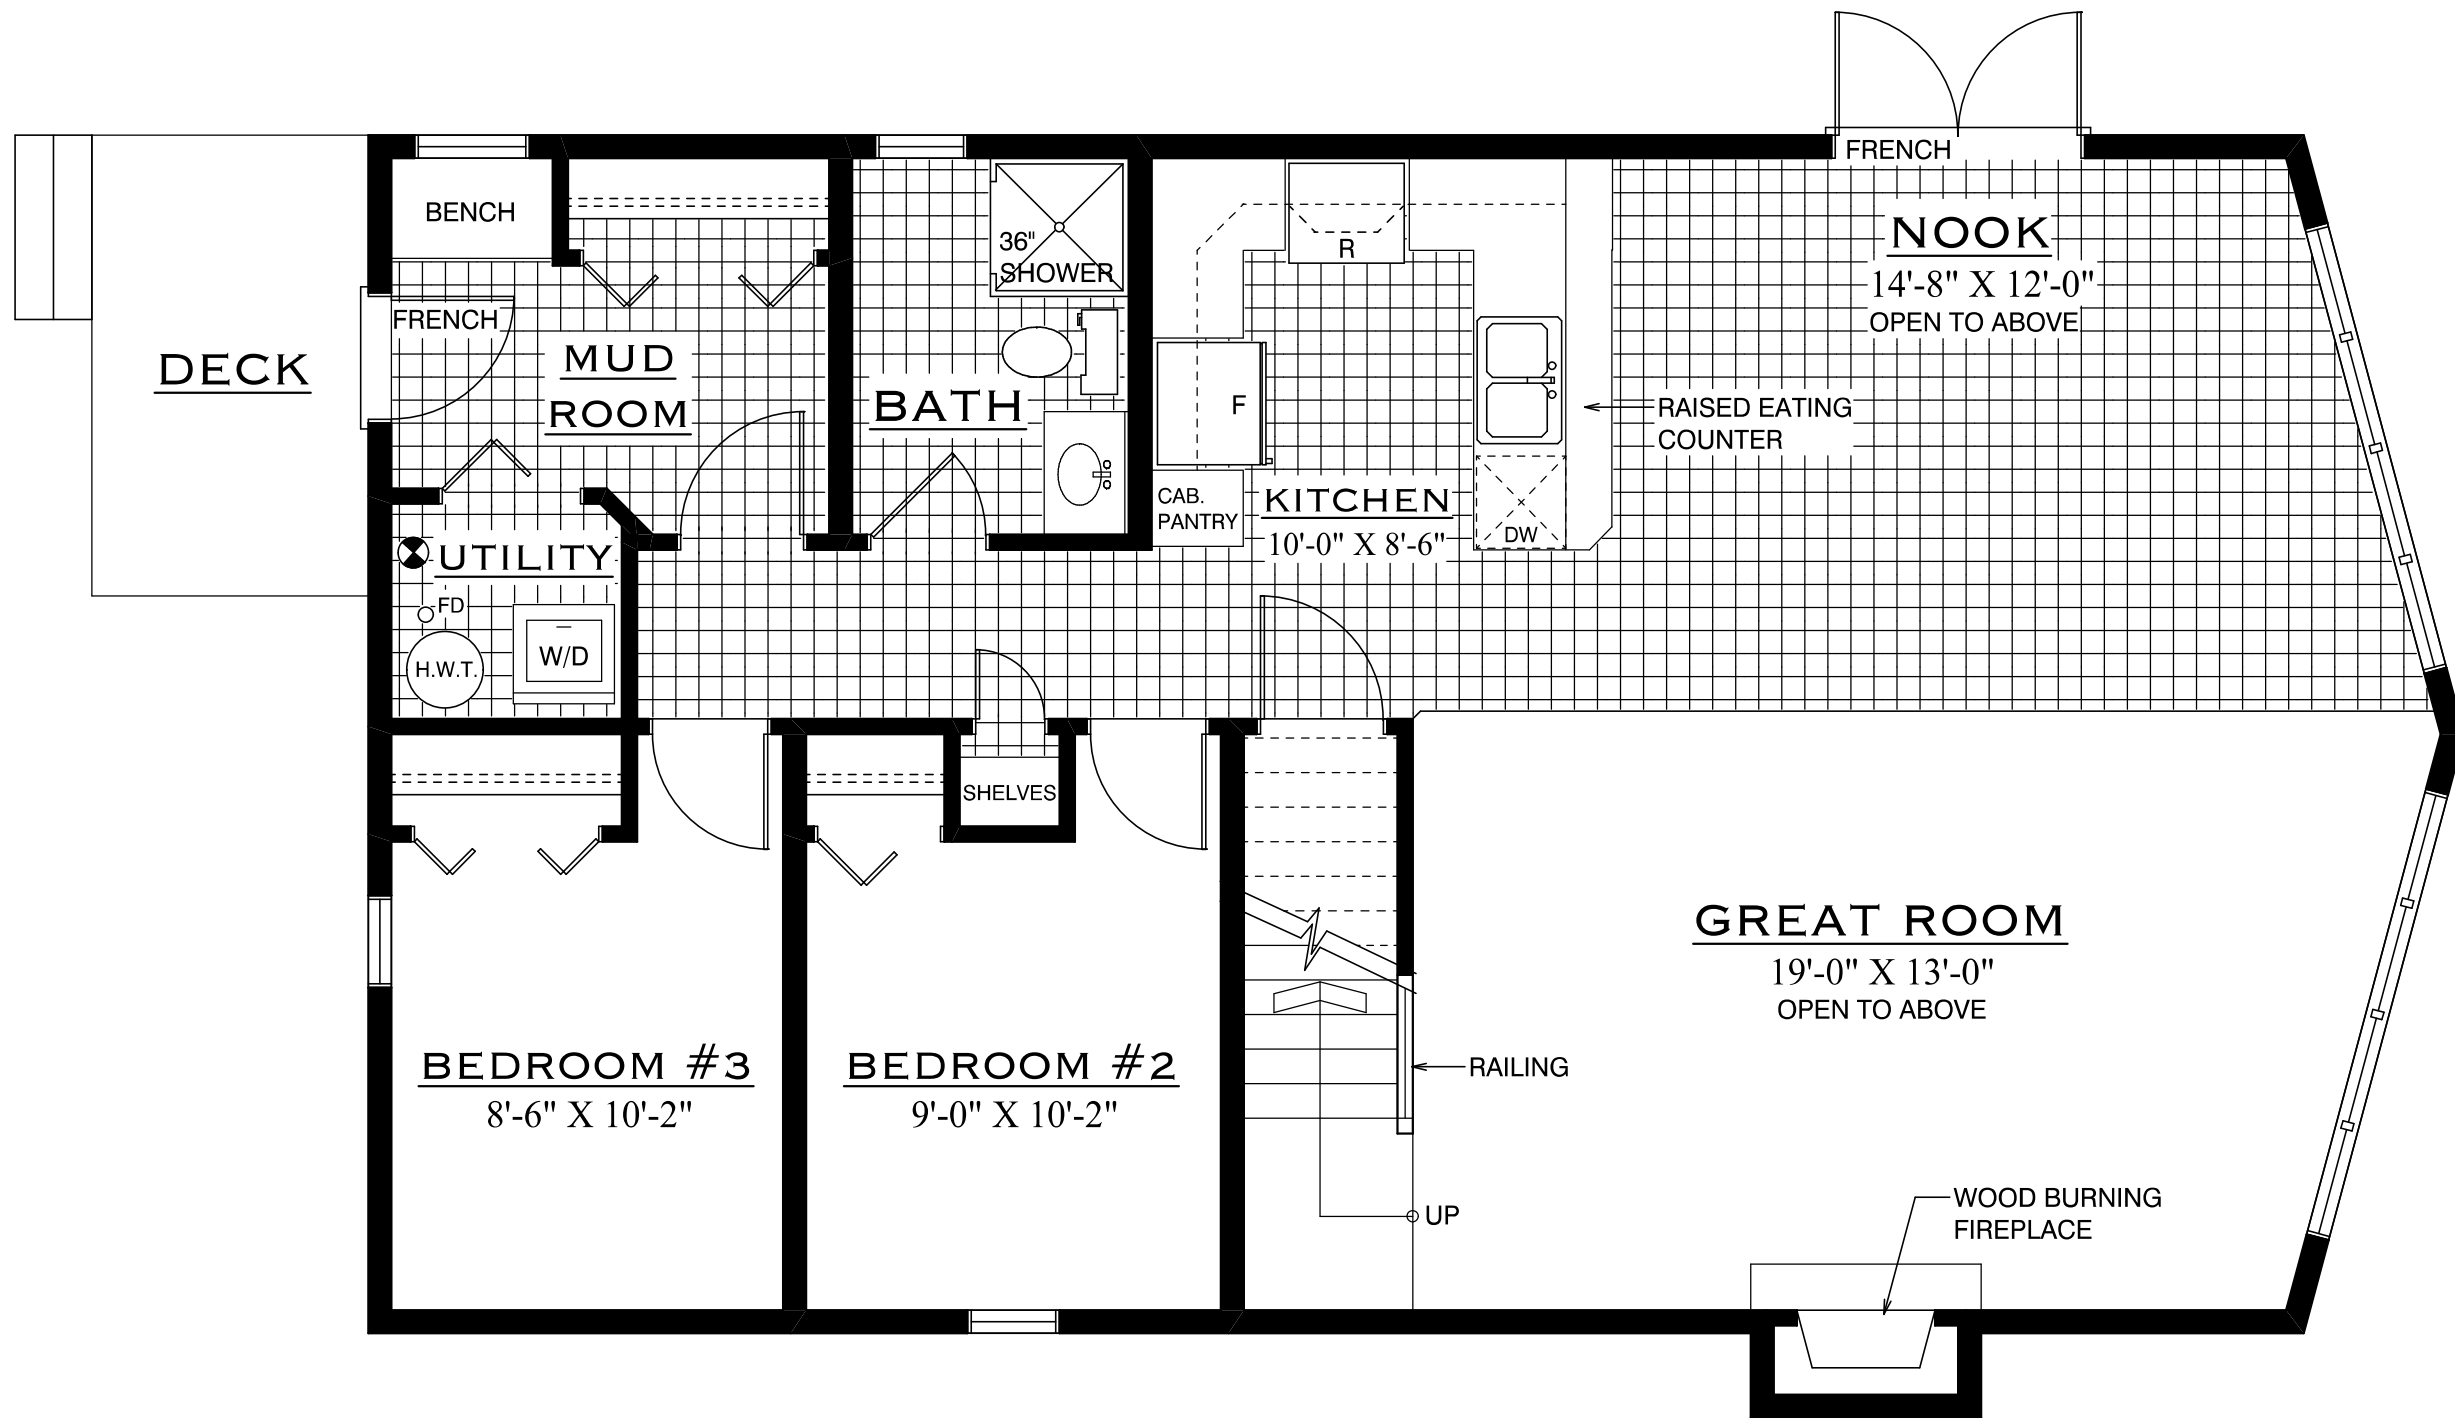 FRENCH
BENCH
36"
SHOWER
R
NOOK
14'-8" X 12'-0"
OPEN TO ABOVE
FRENCH
DECK
MUD
ROOM
BATH
F
RAISED EATING
COUNTER
CAB.
PANTRY
KITCHEN
10'-0" X 8'-6"
DW
UTILITY
FD
H.W.T.
W/D
SHELVES
GREAT ROOM
19'-0" X 13'-0"
OPEN TO ABOVE
BEDROOM #3
8'-6" X 10'-2"
BEDROOM #2
9'-0" X 10'-2"
RAILING
UP
WOOD BURNING
FIREPLACE